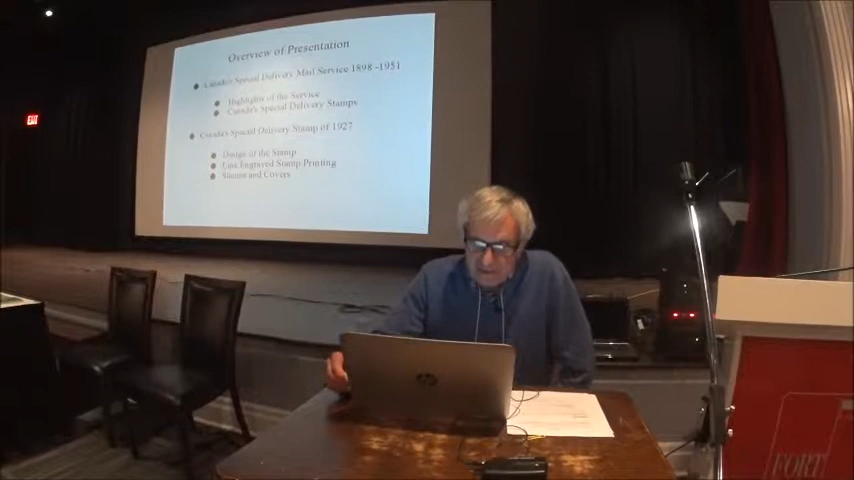 EXIT
Overview of Presentation
Canada's Special Delivery Mail Service 1898-1951
Highlights of the Service
Canada's Special Delivery Stamps
Canada's Special Delivery Stamp of 1927
Design of the Stamp
Line Engraved Stamp Printing
Stamps and Covers
hp
FORT